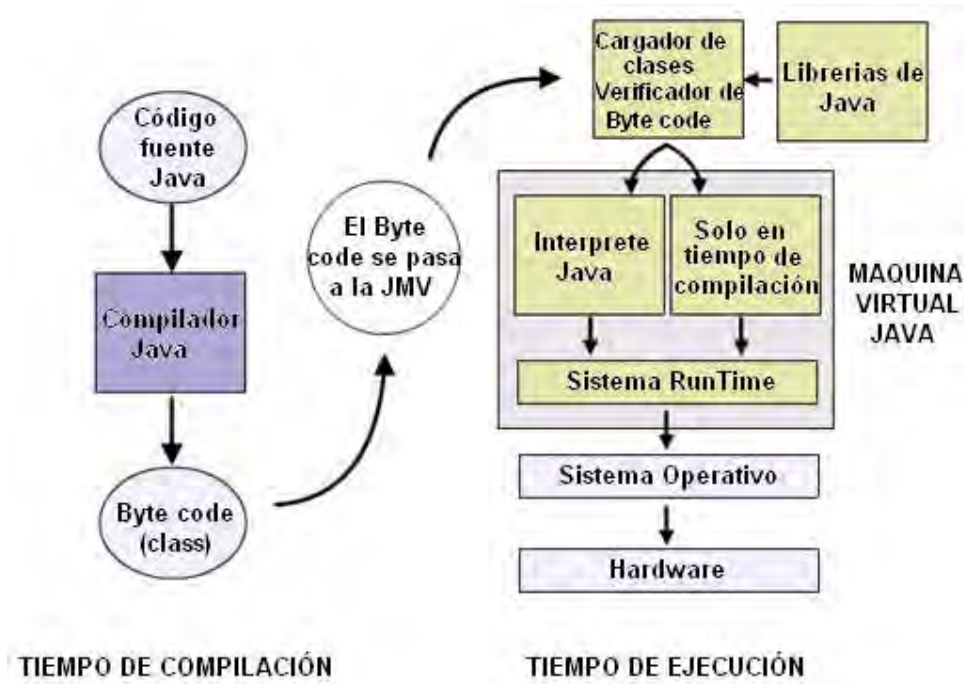 Código
fuente
Java
Compilador
Java
Byte code
(class)
El Byte
code se pasa
a la JMV
Cargador de
clases
Verificador de
Byte code
Librerias de
Java
Interprete
Java
Solo en
tiempo de
compilación
Sistema RunTime
MAQUINA
VIRTUAL
JAVA
Sistema Operativo
Hardware
TIEMPO DE COMPILACIÓN
TIEMPO DE EJECUCIÓN